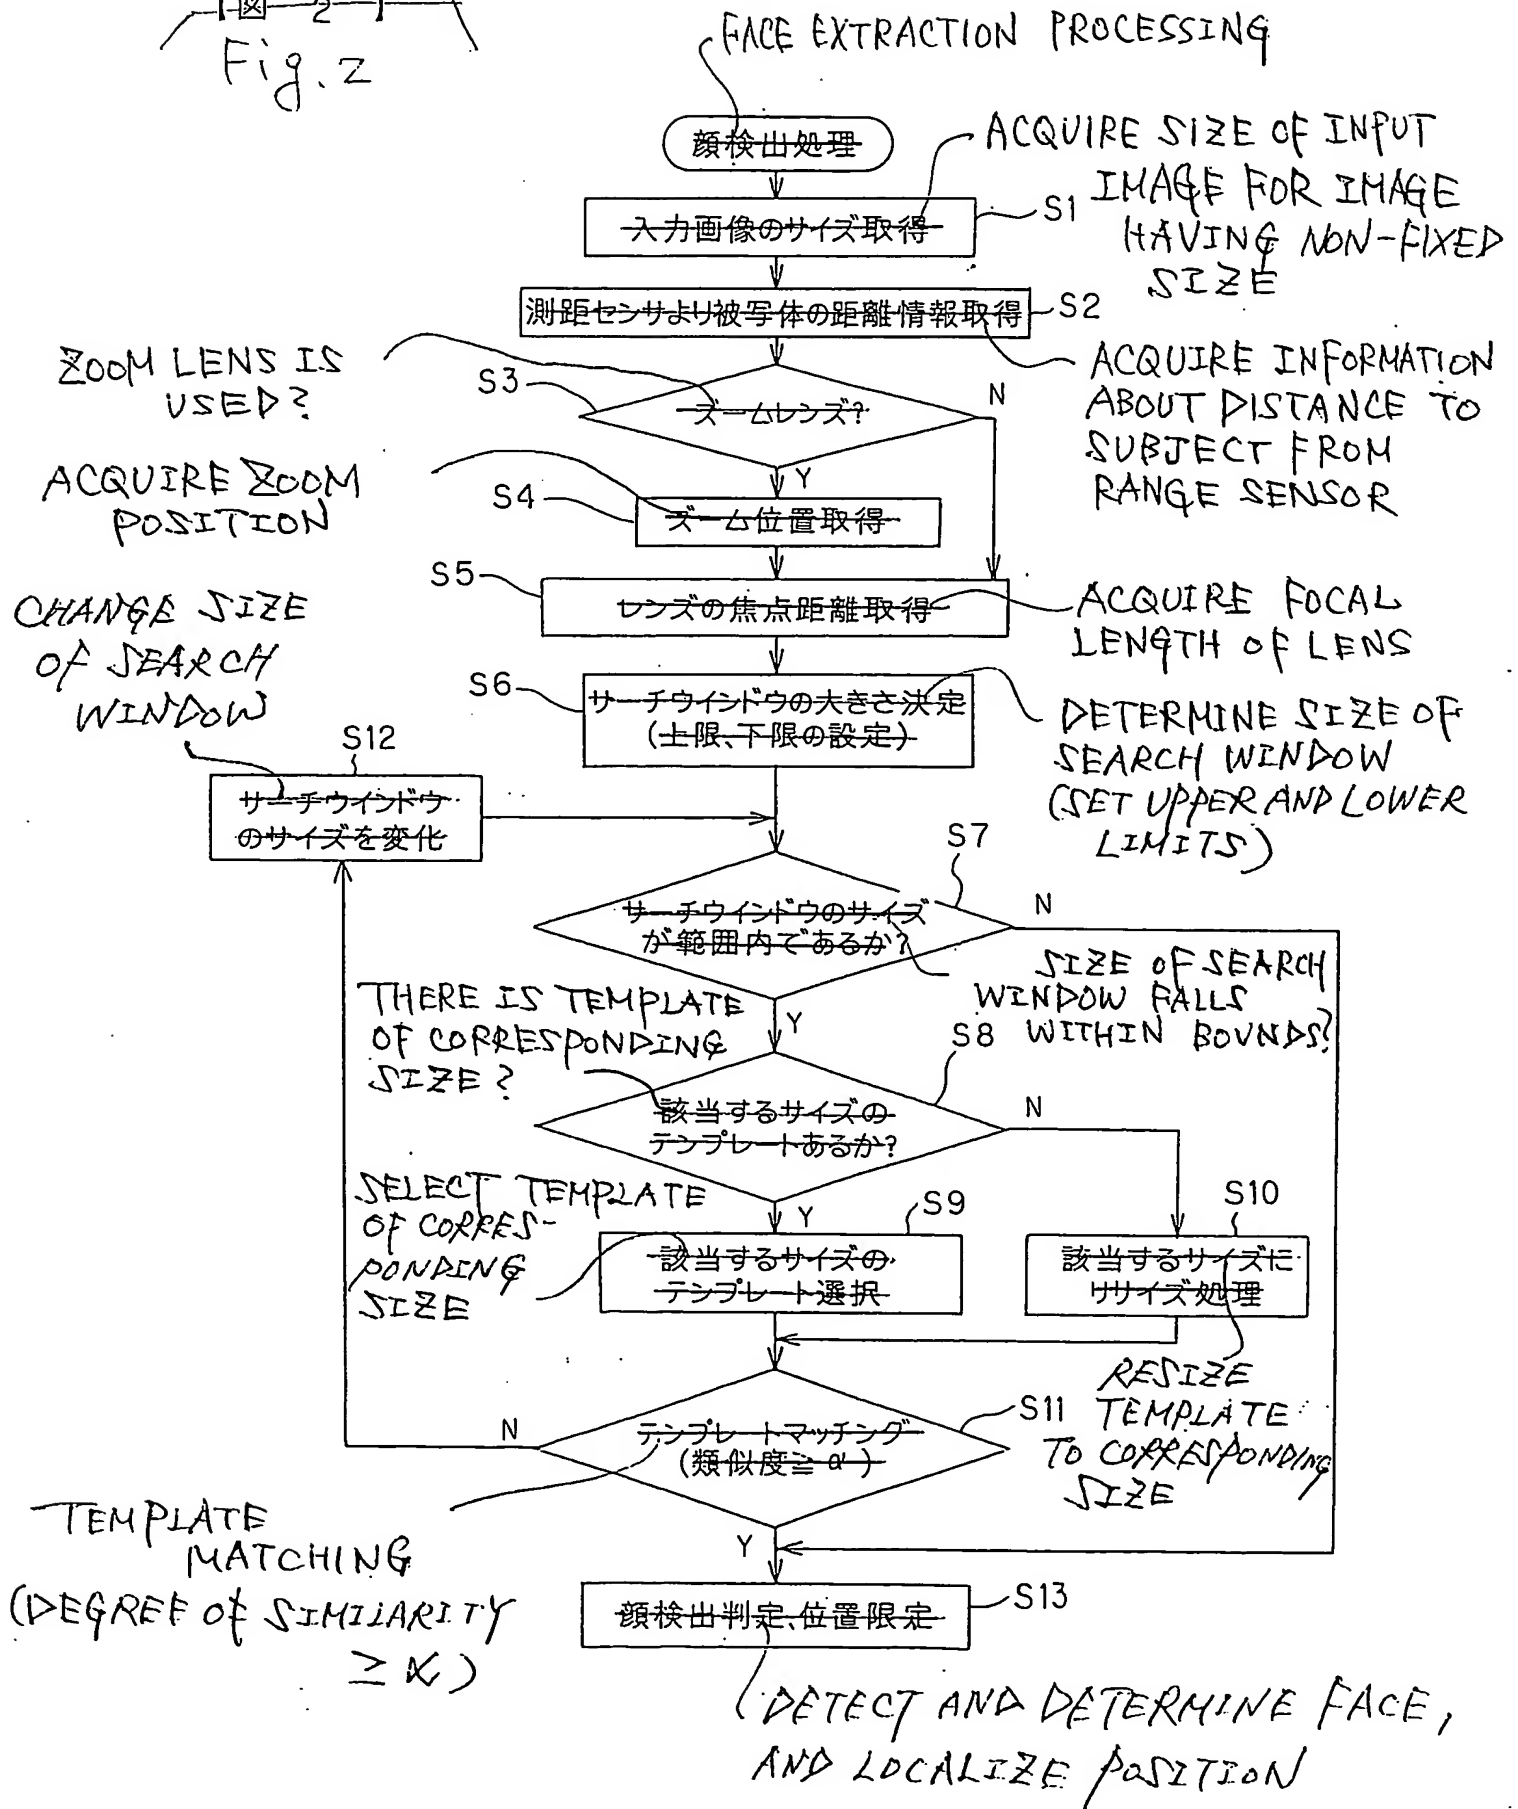 【図 2】
Fig. 2
FACE EXTRACTION PROCESSING
顔検出処理
ACQUIRE SIZE OF INPUT
IMAGE FOR IMAGE
HAVING NON-FIXED
SIZE
入力画像のサイズ取得
S1
測距センサより被写体の距離情報取得
S2
ACQUIRE INFORMATION
ABOUT DISTANCE TO
SUBJECT FROM
RANGE SENSOR
ZOOM LENS IS
USED?
S3
ズームレンズ?
N
Y
ACQUIRE ZOOM
POSITION
S4
ズーム位置取得
S5
レンズの焦点距離取得
ACQUIRE FOCAL
LENGTH OF LENS
CHANGE SIZE
OF SEARCH
WINDOW
S6
サーチウインドウの大きさ決定
(上限、下限の設定)
DETERMINE SIZE OF
SEARCH WINDOW
(SET UPPER AND LOWER
LIMITS)
S12
サーチウインドウ
のサイズを変化
S7
サーチウインドウのサイズ
が範囲内であるか?
N
Y
SIZE OF SEARCH
WINDOW FALLS
WITHIN BOUNDS?
THERE IS TEMPLATE
OF CORRESPONDING
SIZE?
S8
該当するサイズの
テンプレートあるか?
N
Y
SELECT TEMPLATE
OF CORRES-
PONDING
SIZE
S9
該当するサイズの
テンプレート選択
S10
該当するサイズに
リサイズ処理
RESIZE
TEMPLATE
TO CORRESPONDING
SIZE
S11
テンプレートマッチング
(類似度≧α)
N
Y
TEMPLATE
MATCHING
(DEGREE OF SIMILARITY
≥ α)
S13
顔検出判定、位置限定
DETECT AND DETERMINE FACE,
AND LOCALIZE POSITION